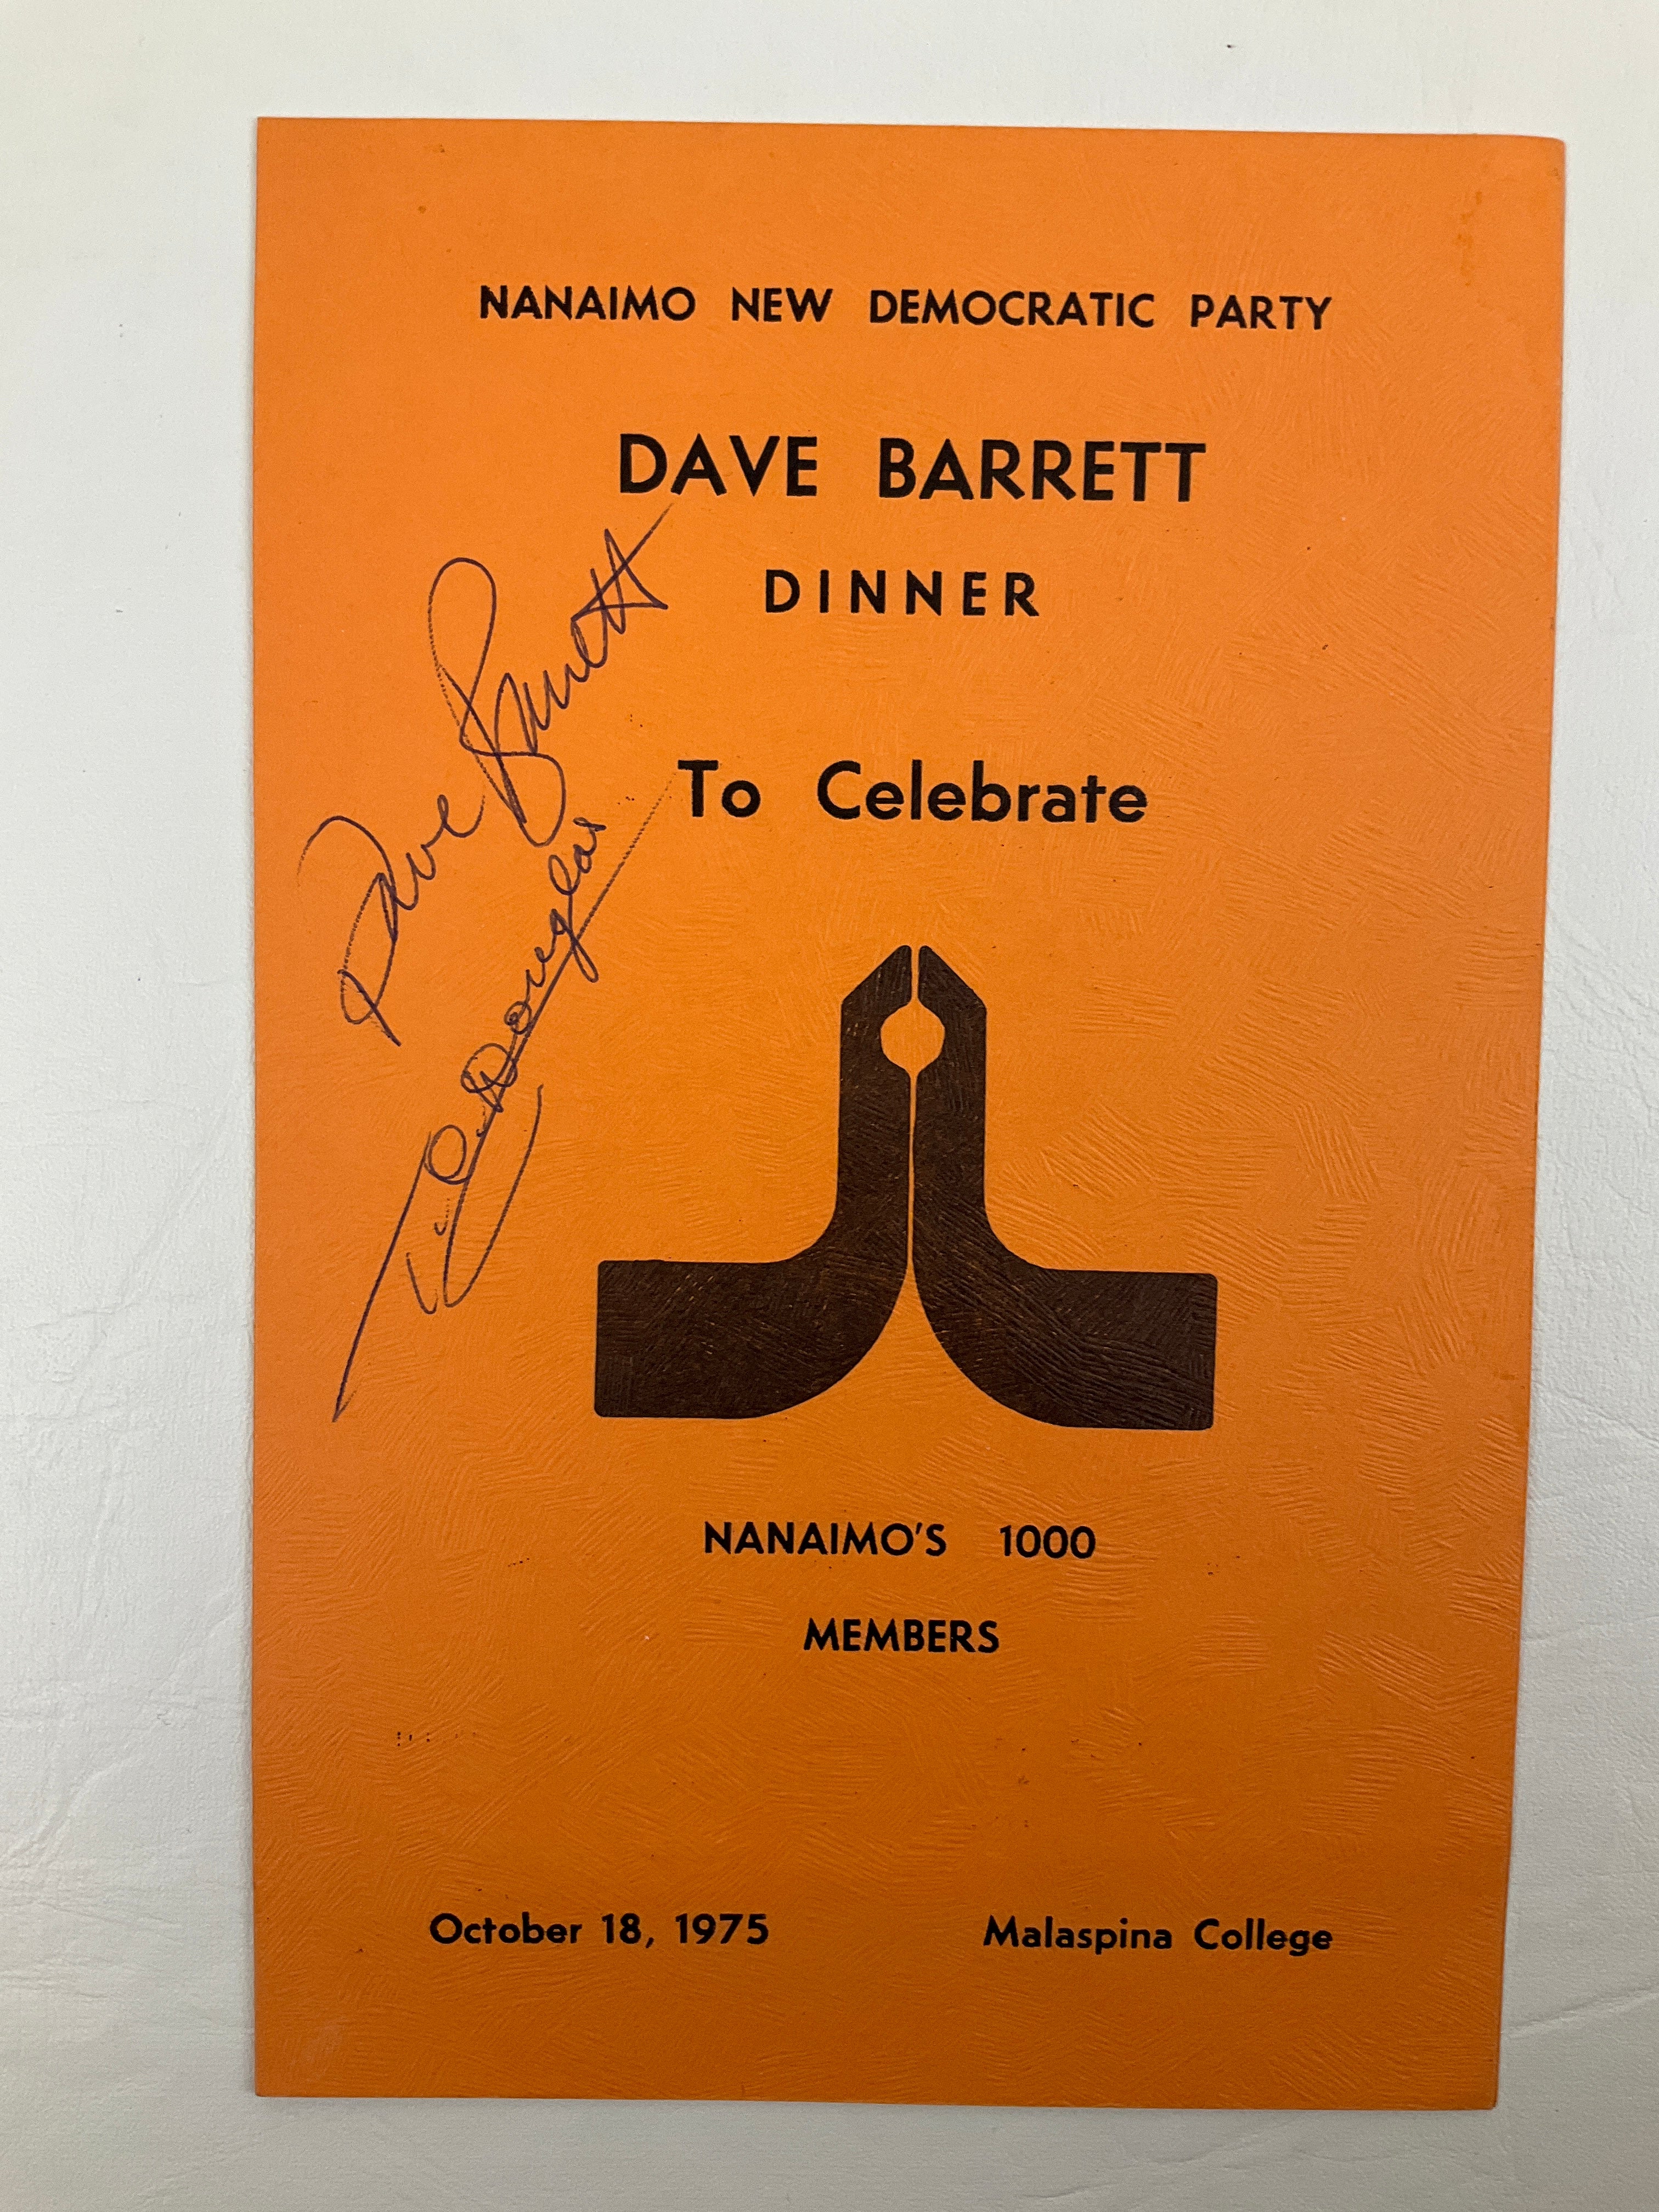 NANAIMO NEW DEMOCRATIC PARTY
DAVE BARRETT
DINNER
Dave Barrett
T.C. Douglas
To Celebrate
NANAIMO'S 1000
MEMBERS
October 18, 1975 Malaspina College